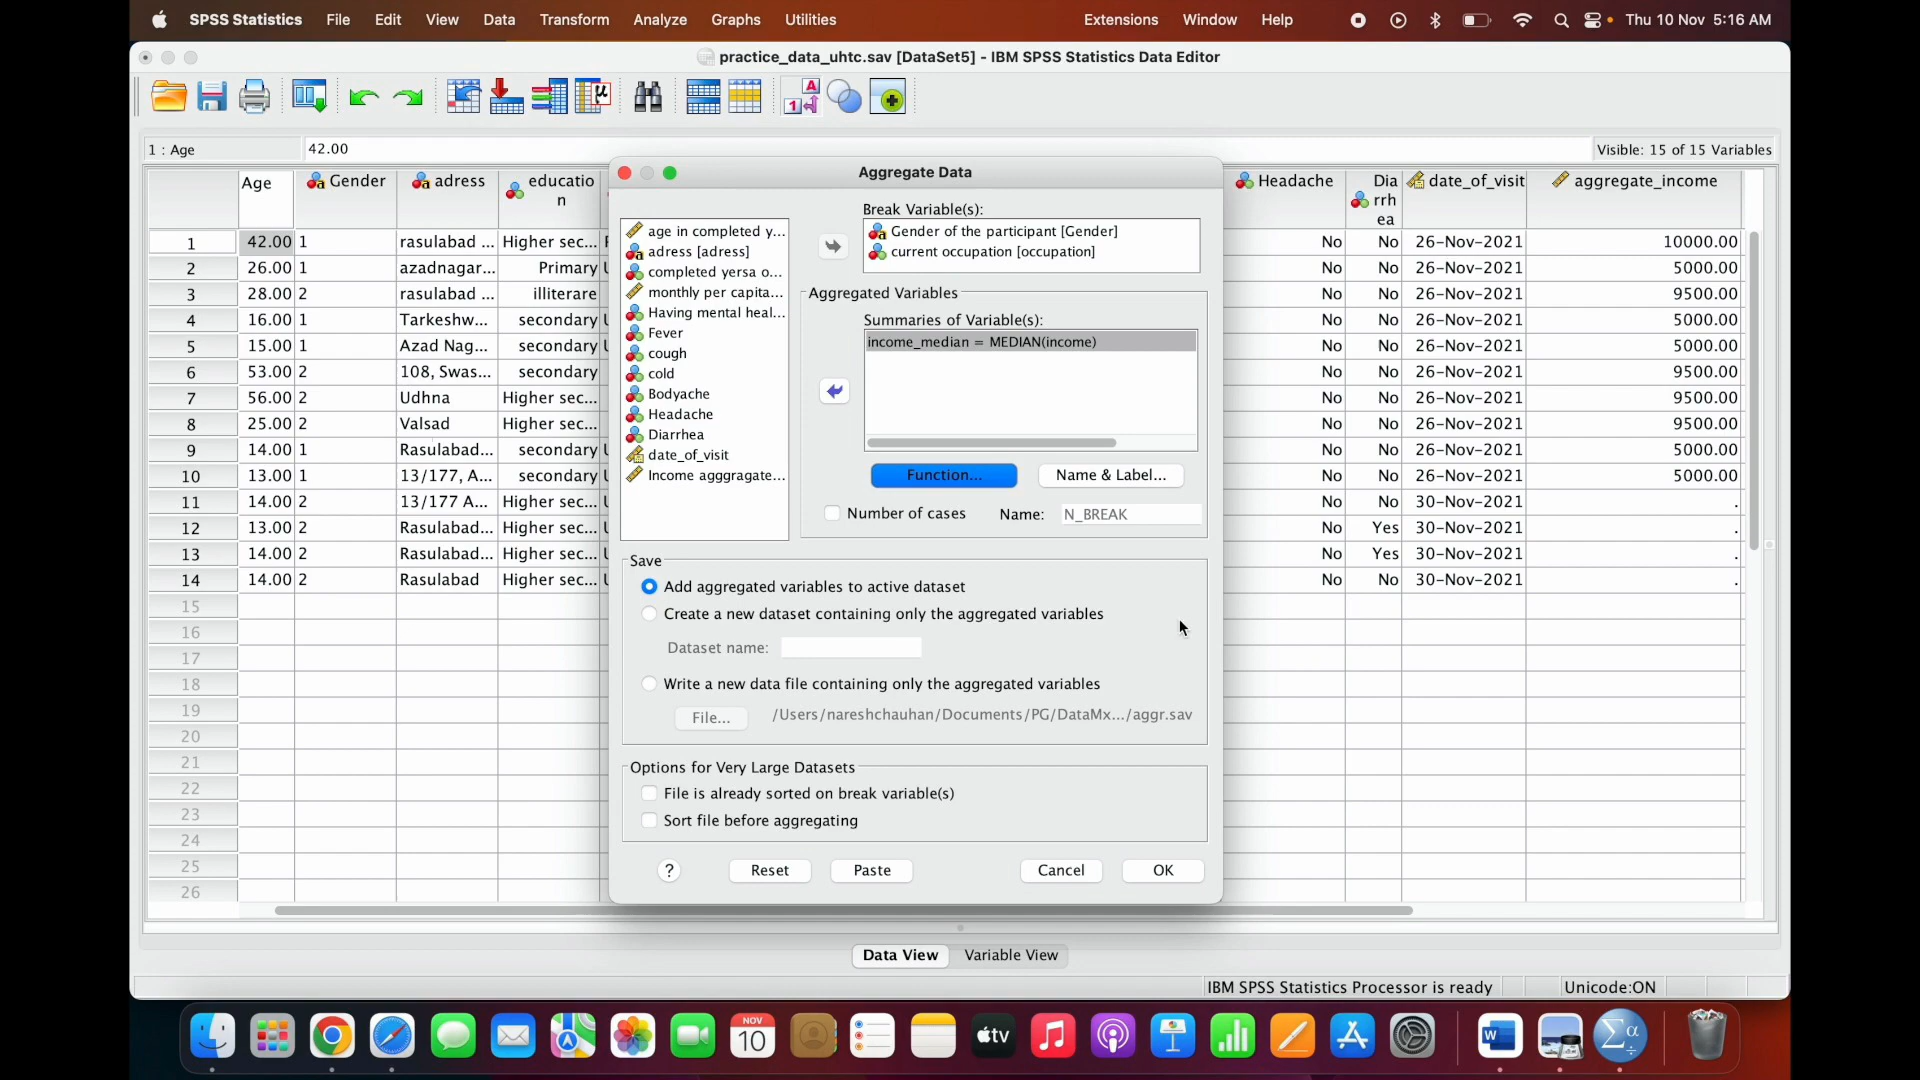 SPSS Statistics File Edit View Data Transform Analyze Graphs Utilities Extensions Window Help Thu 10 Nov 5:16 AM
practice_data_uhtc.sav [DataSet5] - IBM SPSS Statistics Data Editor
1 : Age 42.00 Visible: 15 of 15 Variables
Age Gender adress educatio n Headache Dia rrh ea date_of_visit aggregate_income
1 42.00 1 rasulabad ... Higher sec... No No 26-Nov-2021 10000.00
2 26.00 1 azadnagar... Primary No No 26-Nov-2021 5000.00
3 28.00 2 rasulabad ... illiterare No No 26-Nov-2021 9500.00
4 16.00 1 Tarkeshw... secondary No No 26-Nov-2021 5000.00
5 15.00 1 Azad Nag... secondary No No 26-Nov-2021 5000.00
6 53.00 2 108, Swas... secondary No No 26-Nov-2021 9500.00
7 56.00 2 Udhna Higher sec... No No 26-Nov-2021 9500.00
8 25.00 2 Valsad Higher sec... No No 26-Nov-2021 9500.00
9 14.00 1 Rasulabad... secondary No No 26-Nov-2021 5000.00
10 13.00 1 13/177, A... secondary No No 26-Nov-2021 5000.00
11 14.00 2 13/177 A... Higher sec... No No 30-Nov-2021 .
12 13.00 2 Rasulabad... Higher sec... No Yes 30-Nov-2021 .
13 14.00 2 Rasulabad... Higher sec... No Yes 30-Nov-2021 .
14 14.00 2 Rasulabad Higher sec... No No 30-Nov-2021 .
15
16
17
18
19
20
21
22
23
24
25
26
Aggregate Data
age in completed y...
adress [adress]
completed yersa o...
monthly per capita...
Having mental heal...
Fever
cough
cold
Bodyache
Headache
Diarrhea
date_of_visit
Income agggragate...
Break Variable(s):
Gender of the participant [Gender]
current occupation [occupation]
Aggregated Variables
Summaries of Variable(s):
income_median = MEDIAN(income)
Function... Name & Label...
Number of cases Name: N_BREAK
Save
Add aggregated variables to active dataset
Create a new dataset containing only the aggregated variables
Dataset name:
Write a new data file containing only the aggregated variables
File... /Users/nareshchauhan/Documents/PG/DataMx.../aggr.sav
Options for Very Large Datasets
File is already sorted on break variable(s)
Sort file before aggregating
? Reset Paste Cancel OK
Data View Variable View
IBM SPSS Statistics Processor is ready Unicode:ON
NOV 10 tv W Σα